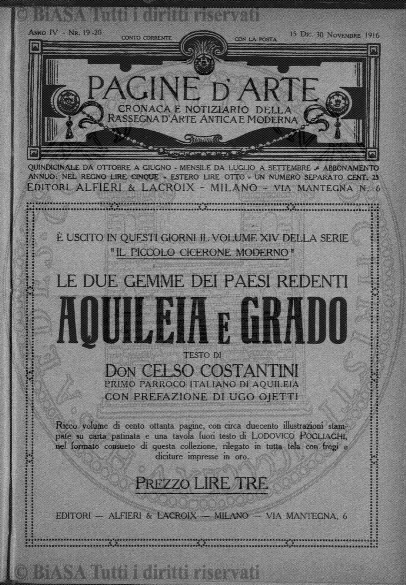 © BiASA Tutti i diritti riservati
ANNO IV - NR. 19-20
CONTO CORRENTE
CON LA POSTA
15 DIC. 30 NOVEMBRE 1916
PAGINE D'ARTE
CRONACA E NOTIZIARIO DELLA
RASSEGNA D'ARTE ANTICA E MODERNA
QUINDICINALE DA OTTOBRE A GIUGNO - MENSILE DA LUGLIO A SETTEMBRE - ABBONAMENTO
ANNUO: NEL REGNO LIRE CINQUE - ESTERO LIRE OTTO - UN NUMERO SEPARATO CENT. 25
EDITORI ALFIERI & LACROIX - MILANO - VIA MANTEGNA N. 6
È USCITO IN QUESTI GIORNI IL VOLUME XIV DELLA SERIE
"IL PICCOLO CICERONE MODERNO"
LE DUE GEMME DEI PAESI REDENTI
AQUILEIA E GRADO
TESTO DI
DON CELSO COSTANTINI
PRIMO PARROCO ITALIANO DI AQUILEIA
CON PREFAZIONE DI UGO OJETTI
Ricco volume di cento ottanta pagine, con circa duecento illustrazioni stam-
pate su carta patinata e una tavola fuori testo di LODOVICO POGLIAGHI,
nel formato consueto di questa collezione, rilegato in tutta tela con fregi e
diciture impresse in oro.
PREZZO LIRE TRE
EDITORI — ALFIERI & LACROIX — MILANO — VIA MANTEGNA, 6
© BiASA Tutti i diritti riservati